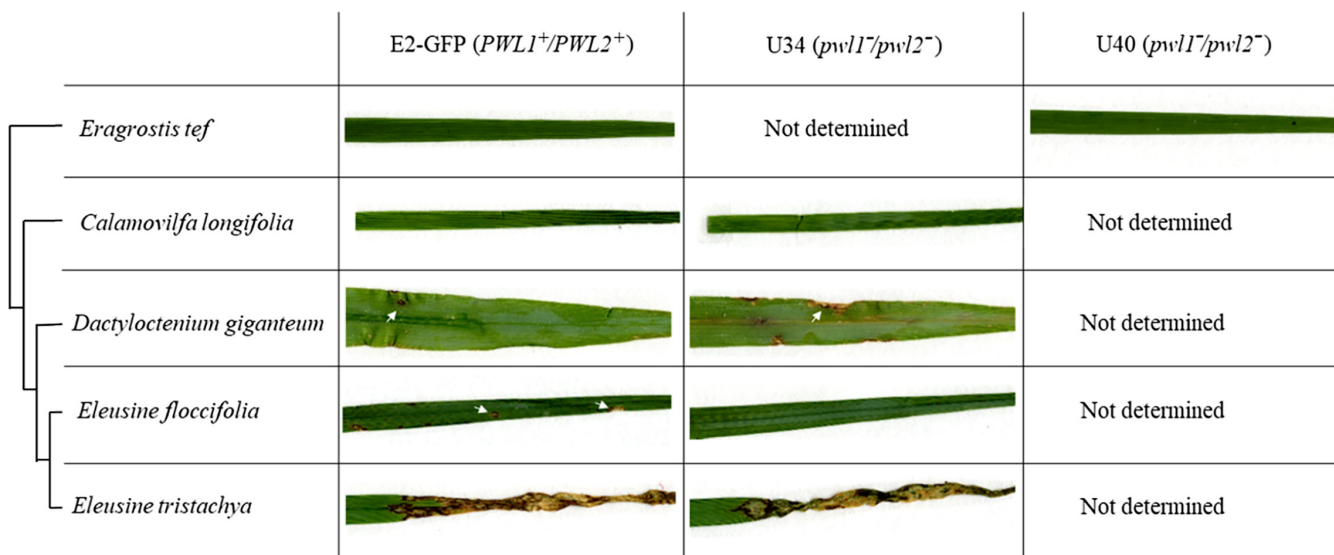 E2-GFP (PWL1⁺/PWL2⁺) U34 (pwl1⁻/pwl2⁻) U40 (pwl1⁻/pwl2⁻)
Eragrostis tef Not determined
Calamovilfa longifolia Not determined
Dactyloctenium giganteum Not determined
Eleusine floccifolia Not determined
Eleusine tristachya Not determined